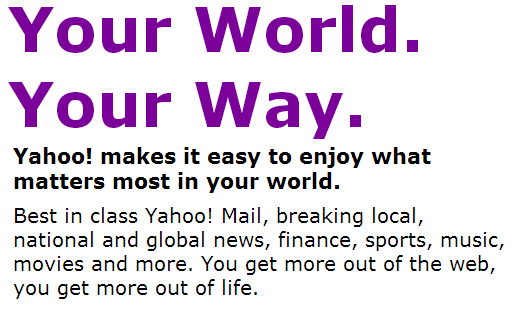 Your World.
Your Way.
Yahoo! makes it easy to enjoy what
matters most in your world.
Best in class Yahoo! Mail, breaking local,
national and global news, finance, sports, music,
movies and more. You get more out of the web,
you get more out of life.